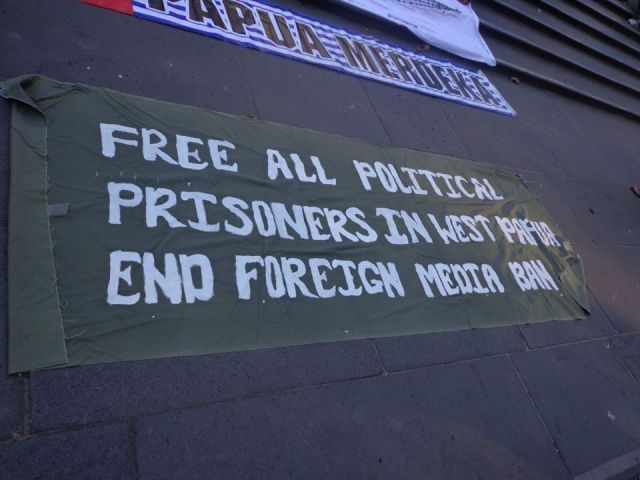 PAPUA MERDEKA
FREE ALL POLITICAL
PRISONERS IN WEST PAPUA
END FOREIGN MEDIA BAN